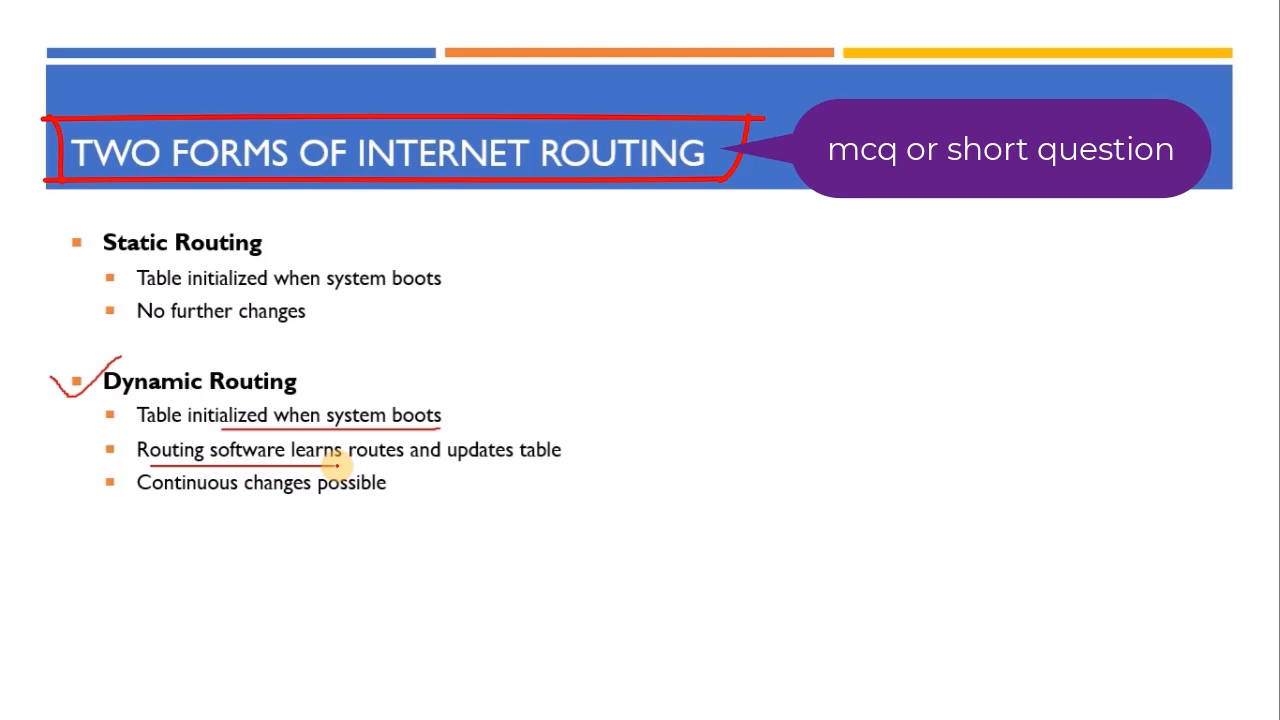 TWO FORMS OF INTERNET ROUTING
mcq or short question
Static Routing
Table initialized when system boots
No further changes
Dynamic Routing
Table initialized when system boots
Routing software learns routes and updates table
Continuous changes possible